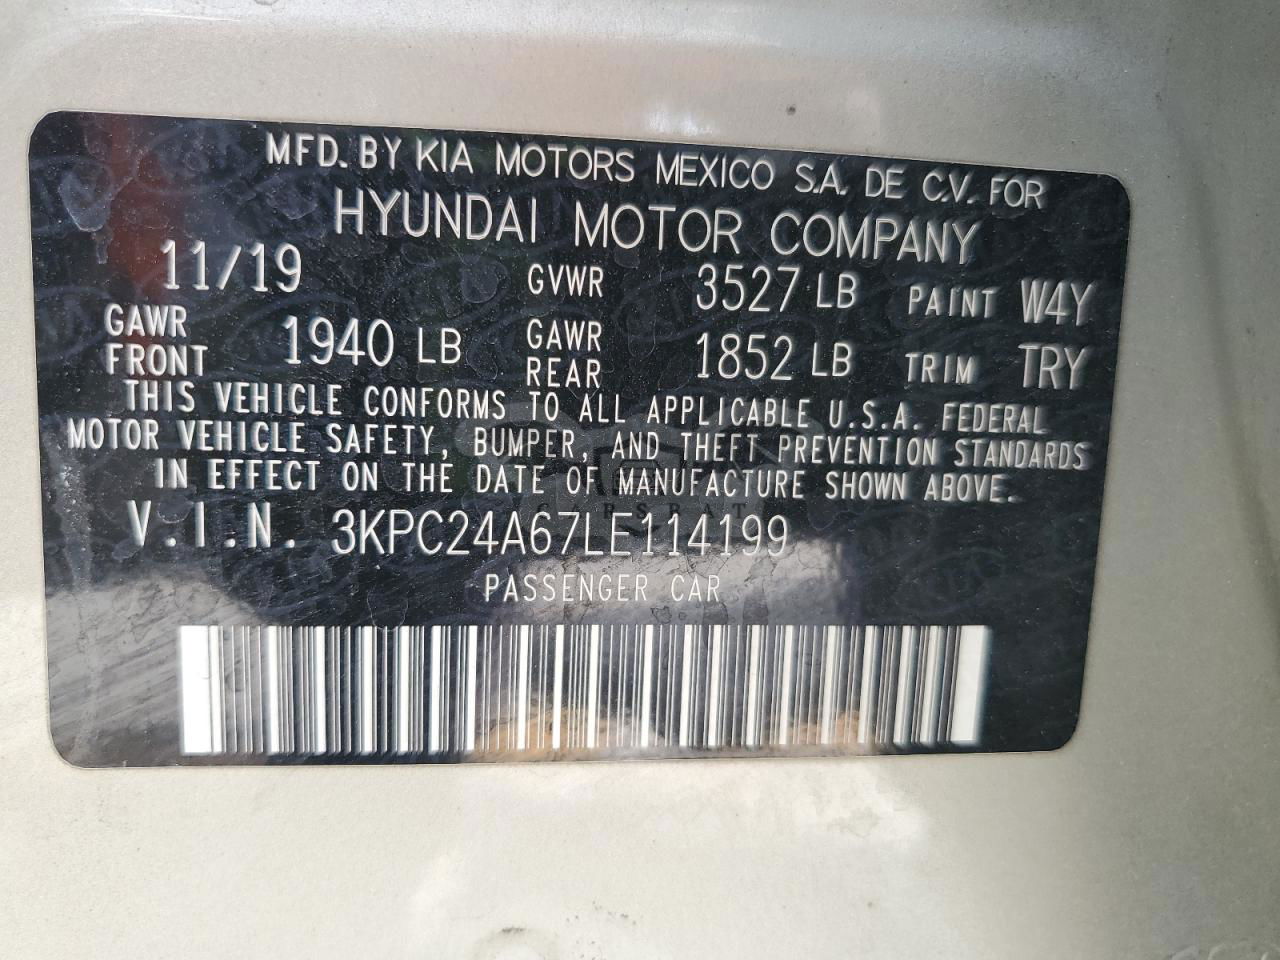 MFD. BY KIA MOTORS MEXICO S.A. DE C.V. FOR
HYUNDAI MOTOR COMPANY
11/19 GVWR 3527 LB PAINT W4Y
GAWR FRONT 1940 LB GAWR REAR 1852 LB TRIM TRY
THIS VEHICLE CONFORMS TO ALL APPLICABLE U.S.A. FEDERAL
MOTOR VEHICLE SAFETY, BUMPER, AND THEFT PREVENTION STANDARDS
IN EFFECT ON THE DATE OF MANUFACTURE SHOWN ABOVE.
V.I.N. 3KPC24A67LE114199
PASSENGER CAR